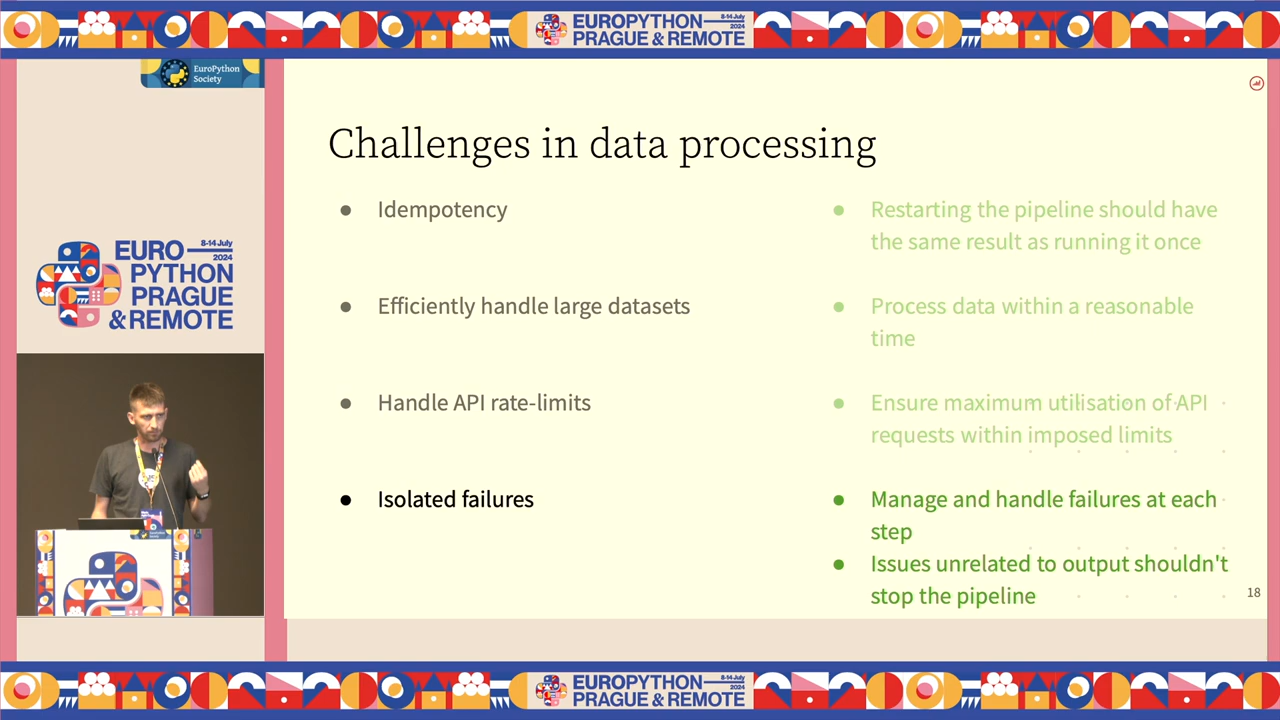 EUROPYTHON
8-14 July
2024
PRAGUE & REMOTE
EuroPython
Society
Challenges in data processing
● Idempotency
● Restarting the pipeline should have
the same result as running it once
● Efficiently handle large datasets
● Process data within a reasonable
time
● Handle API rate-limits
● Ensure maximum utilisation of API
requests within imposed limits
● Isolated failures
● Manage and handle failures at each
step
● Issues unrelated to output shouldn't
stop the pipeline
18
EURO
8-14 July
2024
PYTHON
PRAGUE
& REMOTE
EUROPYTHON
8-14 July
2024
PRAGUE & REMOTE